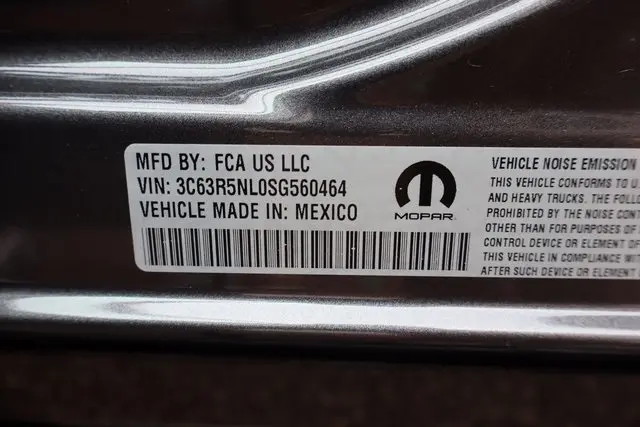 MFD BY: FCA US LLC
VIN: 3C63R5NL0SG560464
VEHICLE MADE IN: MEXICO
MOPAR
VEHICLE NOISE EMISSION
THIS VEHICLE CONFORMS TO U.
AND HEAVY TRUCKS. THE FOLLO
PROHIBITED BY THE NOISE CON
OTHER THAN FOR PURPOSES OF
CONTROL DEVICE OR ELEMENT O
THIS VEHICLE IN COMPLIANCE WITH
AFTER SUCH DEVICE OR ELEMENT